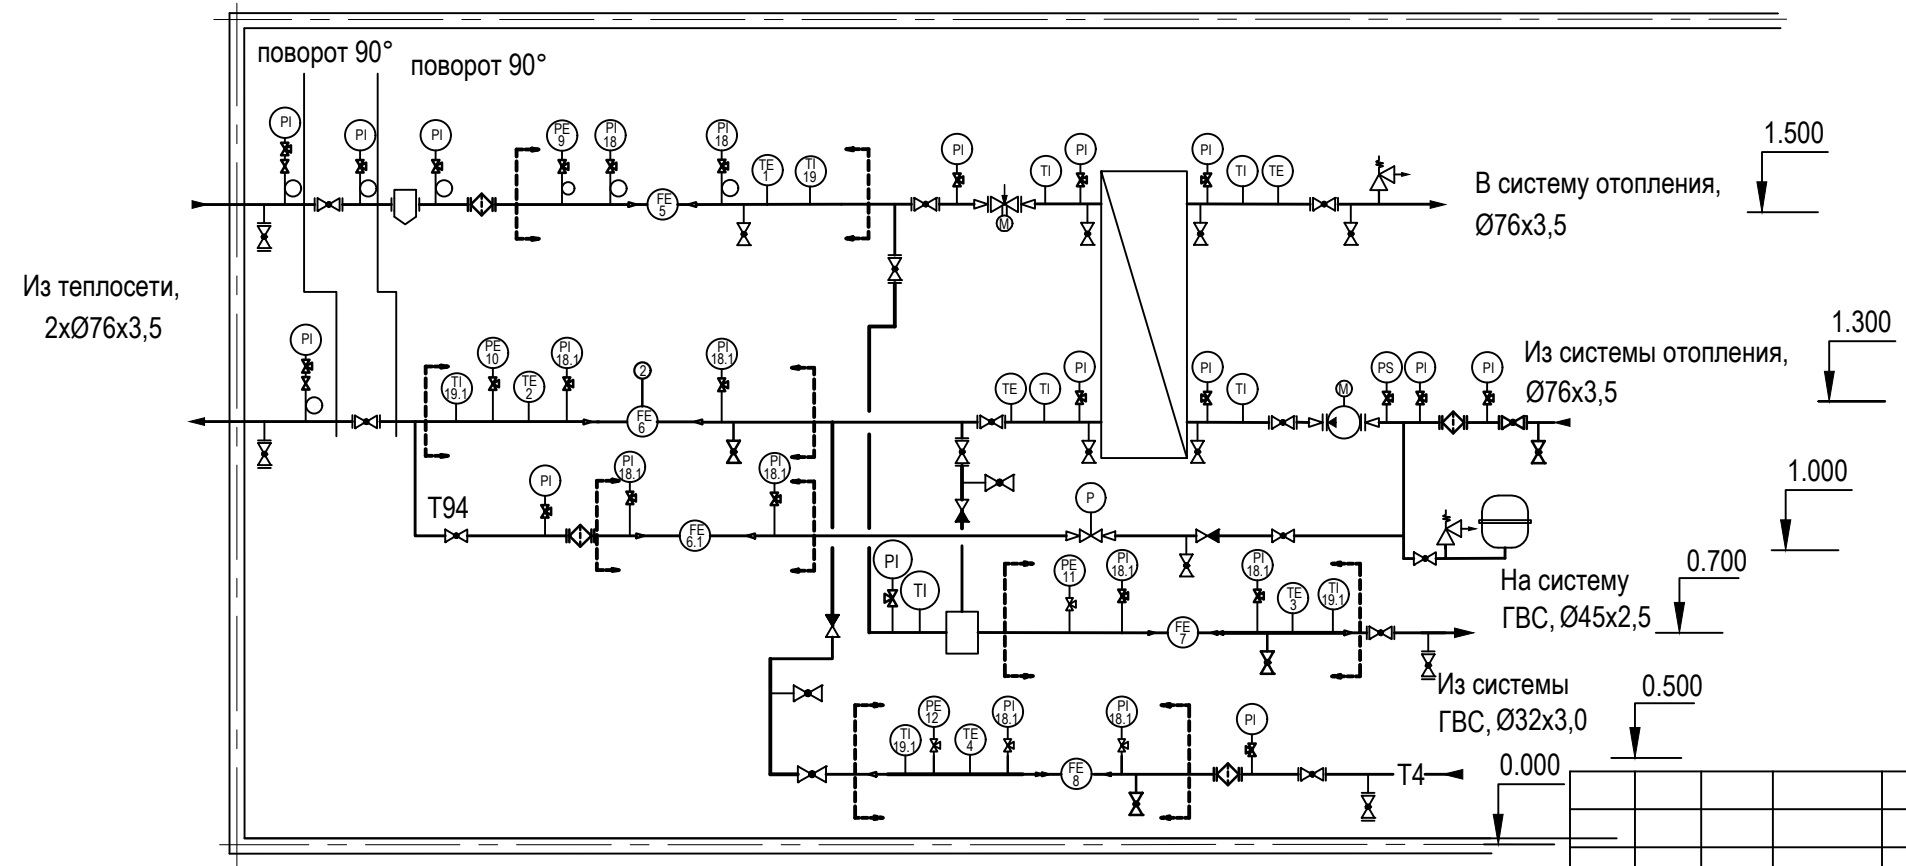 поворот 90°
поворот 90°
PI
PI
PI
PE 9
PI 18
FE 5
PI 18
TE 1
TI 19
PI
M
TI
PI
PI
TI
TE
В систему отопления,
Ø76x3,5
1.500
Из теплосети,
2xØ76x3,5
PI
TI 19.1
PE 10
TE 2
PI 18.1
2
FE 6
PI 18.1
TE
TI
PI
PI
TI
M
PS
PI
PI
Из системы отопления,
Ø76x3,5
1.300
T94
PI
PI 18.1
FE 6.1
PI 18.1
P
1.000
PI
TI
PE 11
PI 18.1
FE 7
PI 18.1
TE 3
TI 19.1
На систему
ГВС, Ø45x2,5
0.700
TI 19.1
PE 12
TE 4
PI 18.1
FE 8
PI 18.1
PI
T4
Из системы
ГВС, Ø32x3,0
0.500
0.000